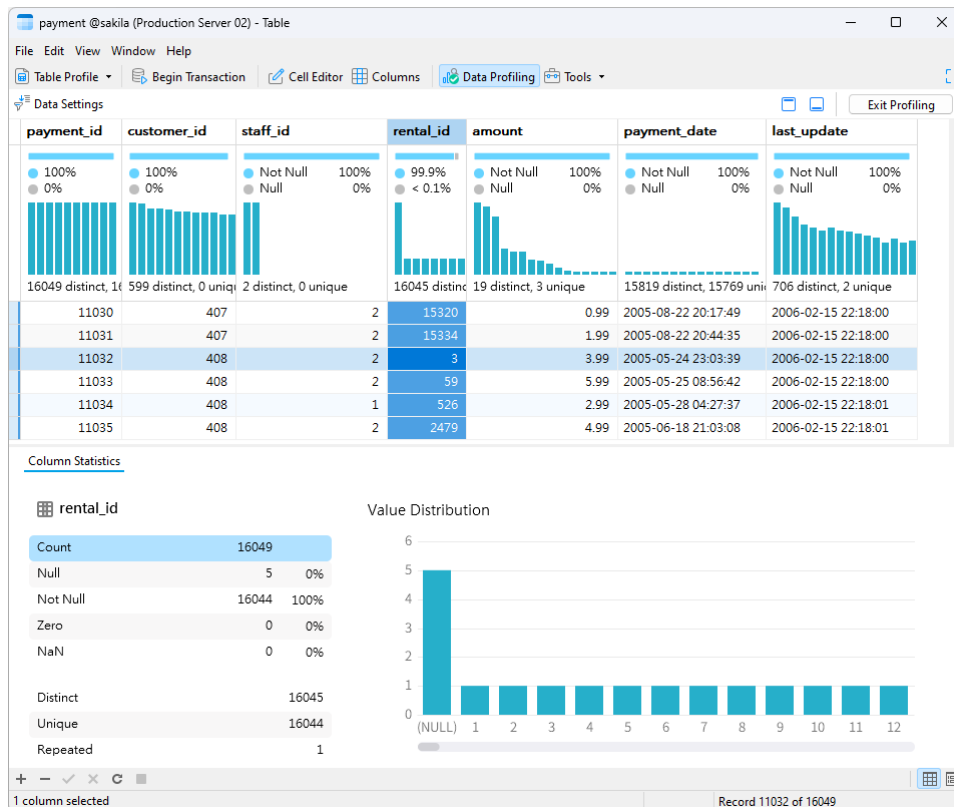 payment @sakila (Production Server 02) - Table
File Edit View Window Help
Table Profile Begin Transaction Cell Editor Columns Data Profiling Tools
Data Settings Exit Profiling
payment_id customer_id staff_id rental_id amount payment_date last_update
100% 100% Not Null 100% 99.9% Not Null 100% Not Null 100% Not Null 100%
0% 0% Null 0% < 0.1% Null 0% Null 0% Null 0%
16049 distinct, 16 599 distinct, 0 uniq 2 distinct, 0 unique 16045 distinc 19 distinct, 3 unique 15819 distinct, 15769 uni 706 distinct, 2 unique
11030 407 2 15320 0.99 2005-08-22 20:17:49 2006-02-15 22:18:00
11031 407 2 15334 1.99 2005-08-22 20:44:35 2006-02-15 22:18:00
11032 408 2 3 3.99 2005-05-24 23:03:39 2006-02-15 22:18:00
11033 408 2 59 5.99 2005-05-25 08:56:42 2006-02-15 22:18:00
11034 408 1 526 2.99 2005-05-28 04:27:37 2006-02-15 22:18:01
11035 408 2 2479 4.99 2005-06-18 21:03:08 2006-02-15 22:18:01
Column Statistics
rental_id
Count 16049
Null 5 0%
Not Null 16044 100%
Zero 0 0%
NaN 0 0%
Distinct 16045
Unique 16044
Repeated 1
Value Distribution
6
5
4
3
2
1
0
(NULL) 1 2 3 4 5 6 7 8 9 10 11 12
1 column selected Record 11032 of 16049